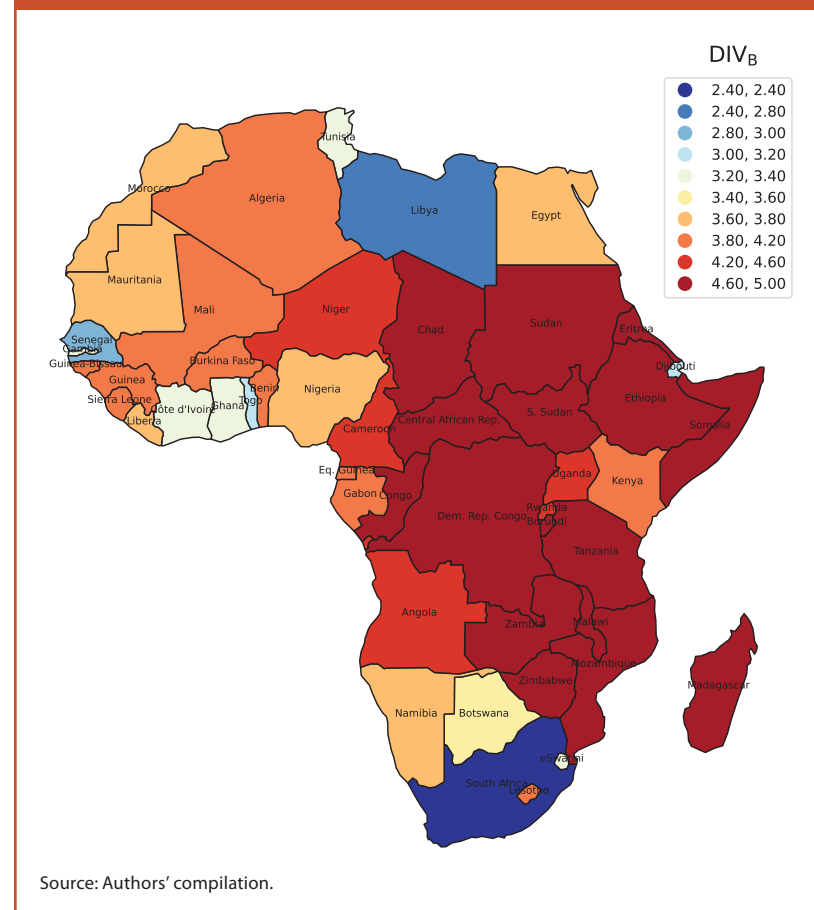 DIVB
2.40, 2.40
2.40, 2.80
2.80, 3.00
3.00, 3.20
3.20, 3.40
3.40, 3.60
3.60, 3.80
3.80, 4.20
4.20, 4.60
4.60, 5.00
Tunisia
Morocco
Algeria
Libya
Egypt
Mauritania
Mali
Niger
Chad
Sudan
Eritrea
Senegal
Gambia
Guinea-Bissau
Burkina Faso
Djibouti
Guinea
Benin
Nigeria
Ethiopia
Sierra Leone
Togo
Côte d'Ivoire
Ghana
S. Sudan
Liberia
Central African Rep.
Somalia
Cameroon
Eq. Guinea
Uganda
Kenya
Gabon
Congo
Rwanda
Dem. Rep. Congo
Burundi
Tanzania
Angola
Zambia
Malawi
Mozambique
Zimbabwe
Madagascar
Namibia
Botswana
eSwatini
South Africa
Lesotho
Source: Authors’ compilation.